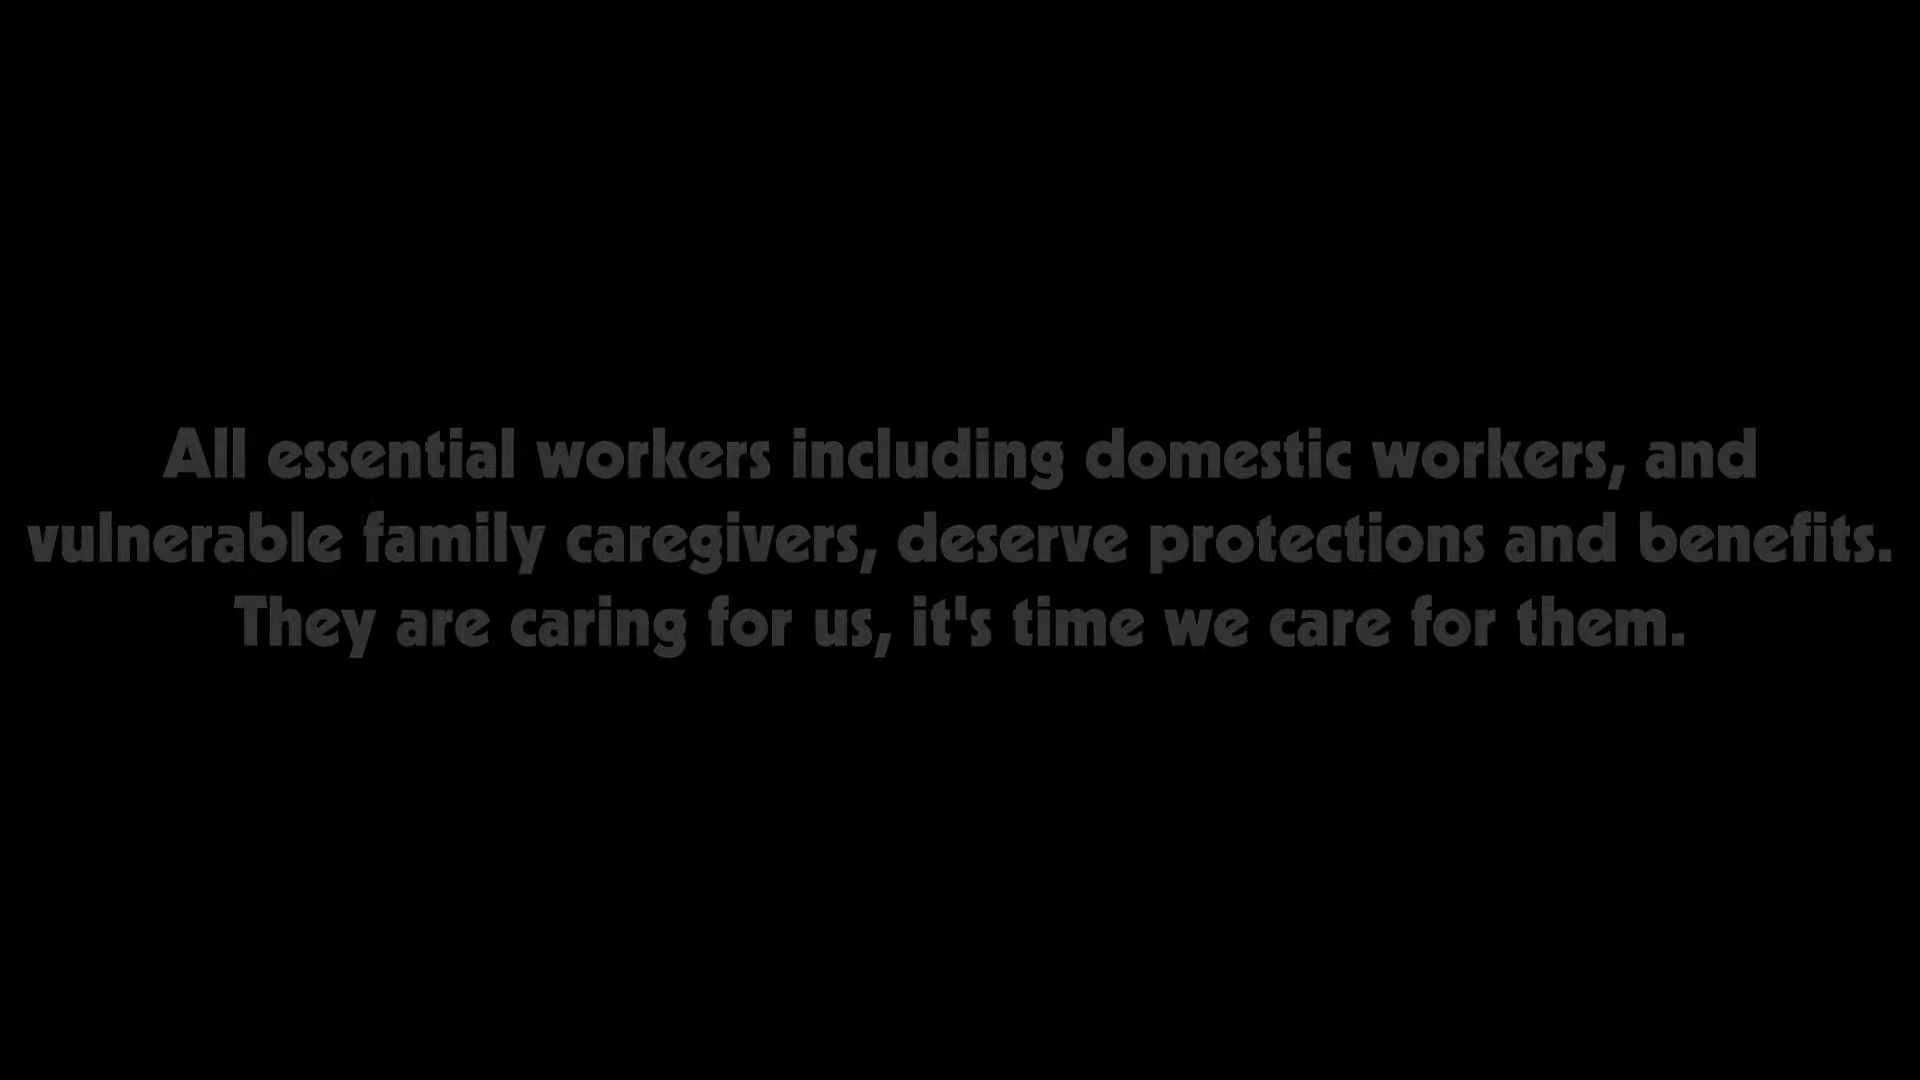 All essential workers including domestic workers, and
vulnerable family caregivers, deserve protections and benefits.
They are caring for us, it's time we care for them.